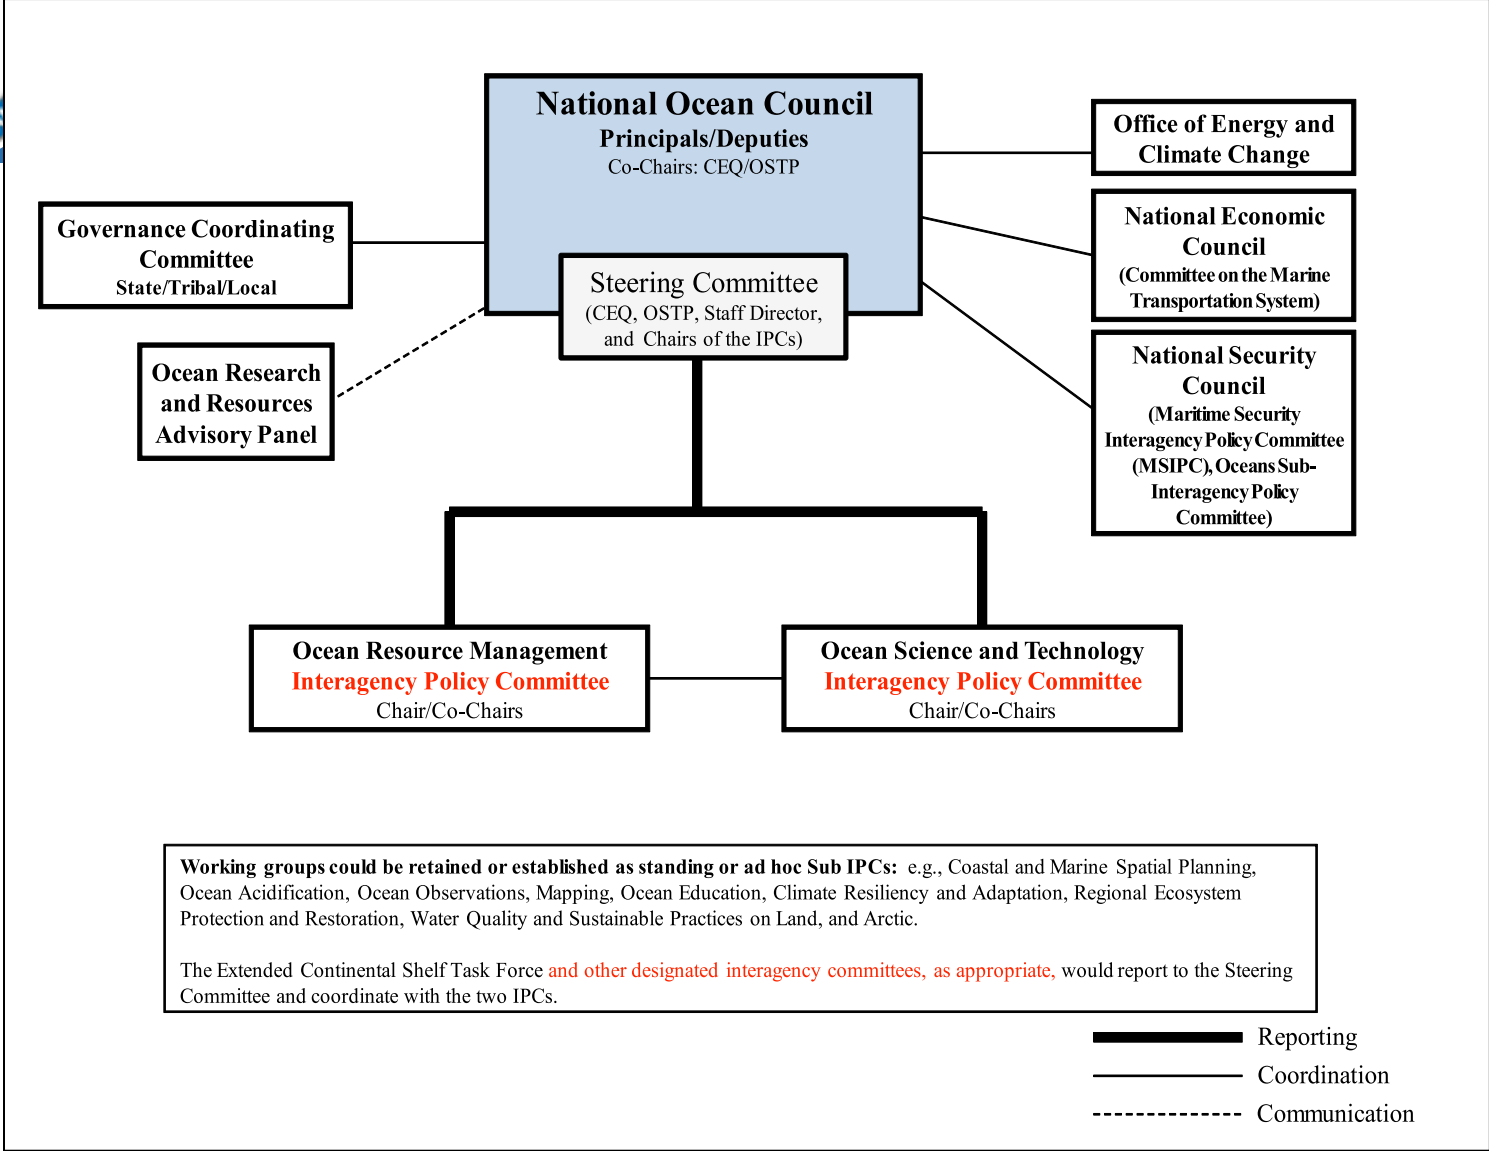 National Ocean Council
Principals/Deputies
Co-Chairs: CEQ/OSTP
Office of Energy and
Climate Change
Governance Coordinating
Committee
State/Tribal/Local
National Economic
Council
(Committee on the Marine
Transportation System)
Steering Committee
(CEQ, OSTP, Staff Director,
and Chairs of the IPCs)
Ocean Research
and Resources
Advisory Panel
National Security
Council
(Maritime Security
Interagency Policy Committee
(MSIPC), Oceans Sub-
Interagency Policy
Committee)
Ocean Resource Management
Interagency Policy Committee
Chair/Co-Chairs
Ocean Science and Technology
Interagency Policy Committee
Chair/Co-Chairs
Working groups could be retained or established as standing or ad hoc Sub IPCs: e.g., Coastal and Marine Spatial Planning,
Ocean Acidification, Ocean Observations, Mapping, Ocean Education, Climate Resiliency and Adaptation, Regional Ecosystem
Protection and Restoration, Water Quality and Sustainable Practices on Land, and Arctic.
The Extended Continental Shelf Task Force and other designated interagency committees, as appropriate, would report to the Steering
Committee and coordinate with the two IPCs.
Reporting
Coordination
Communication